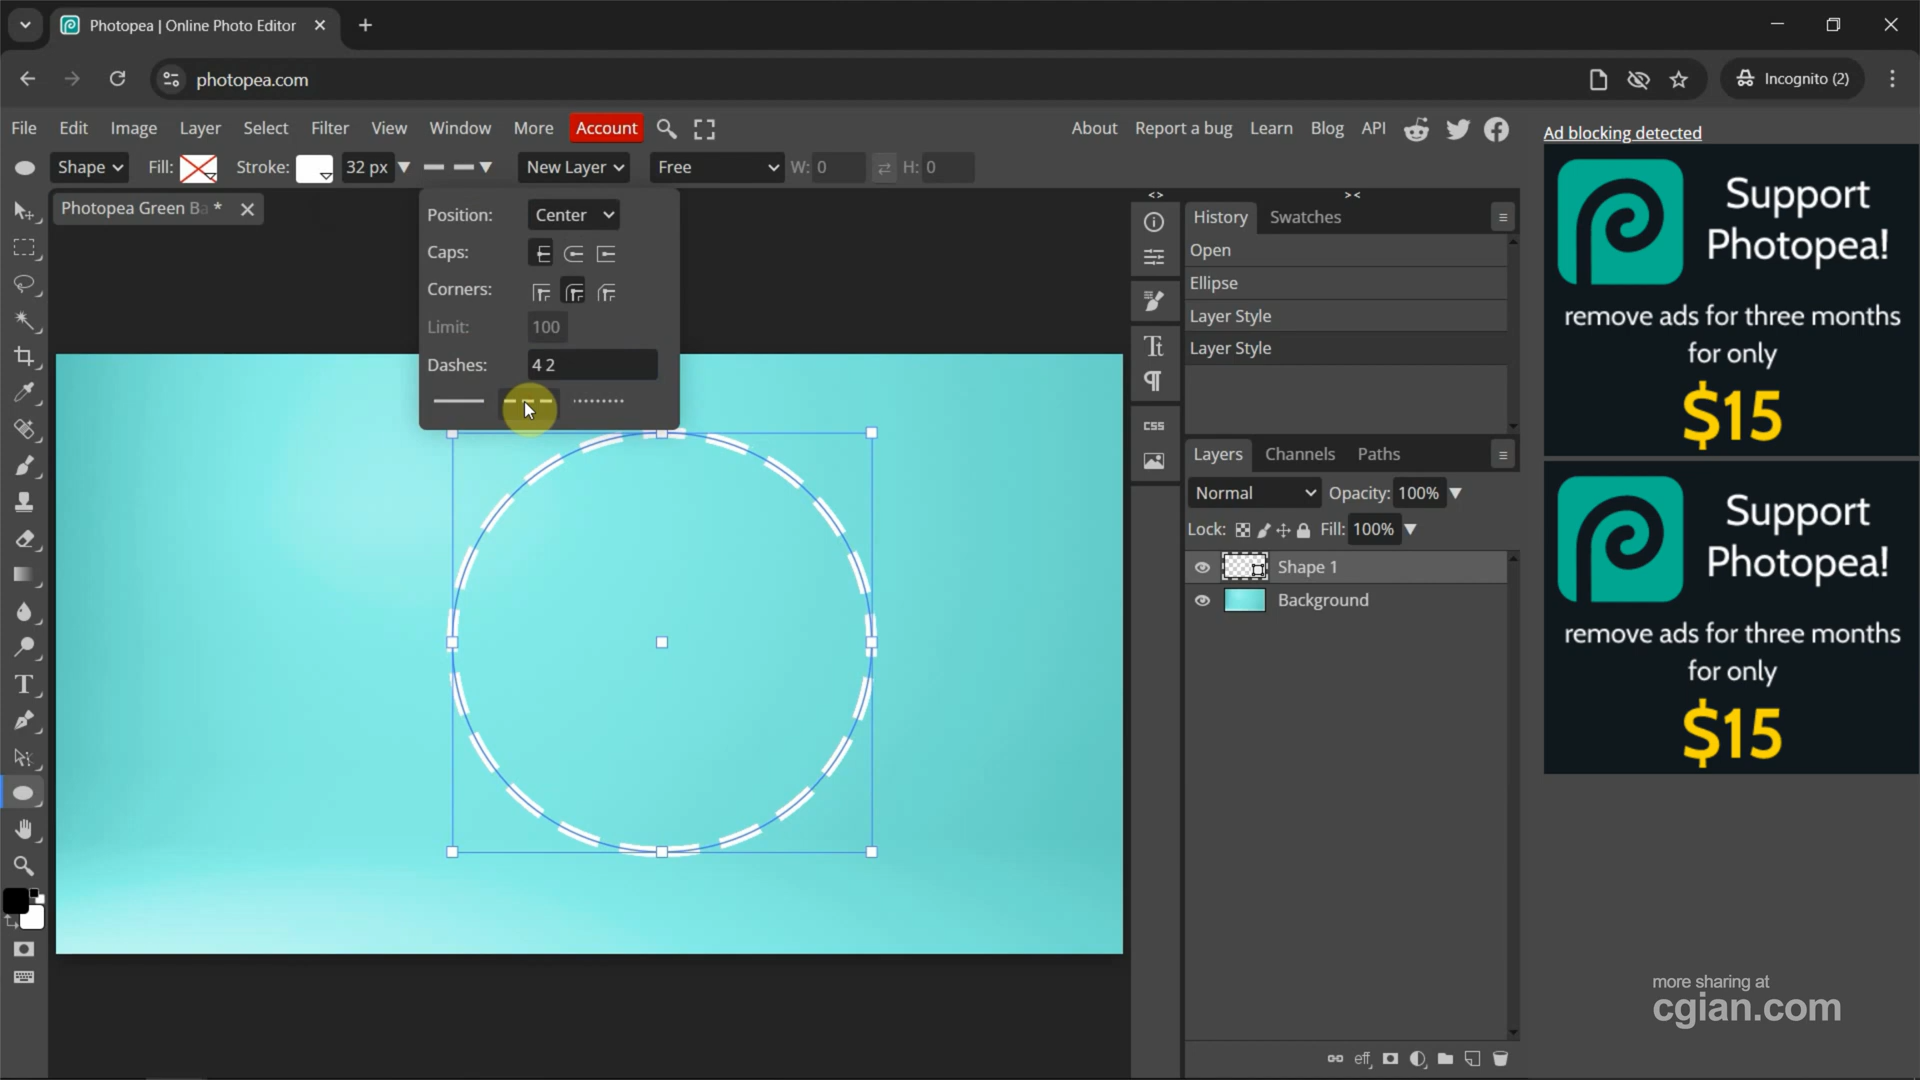 Photopea | Online Photo Editor
photopea.com
Incognito (2)
File Edit Image Layer Select Filter View Window More Account
About Report a bug Learn Blog API
Shape Fill: Stroke: 32 px New Layer Free W: 0 H: 0
Photopea Green Ba *
Position: Center
Caps:
Corners:
Limit: 100
Dashes: 4 2
<> ><
History Swatches
Open
Ellipse
Layer Style
Layer Style
CSS
Layers Channels Paths
Normal Opacity: 100%
Lock: Fill: 100%
Shape 1
Background
eff
Ad blocking detected
Support
Photopea!
remove ads for three months
for only
$15
Support
Photopea!
remove ads for three months
for only
$15
more sharing at
cgian.com